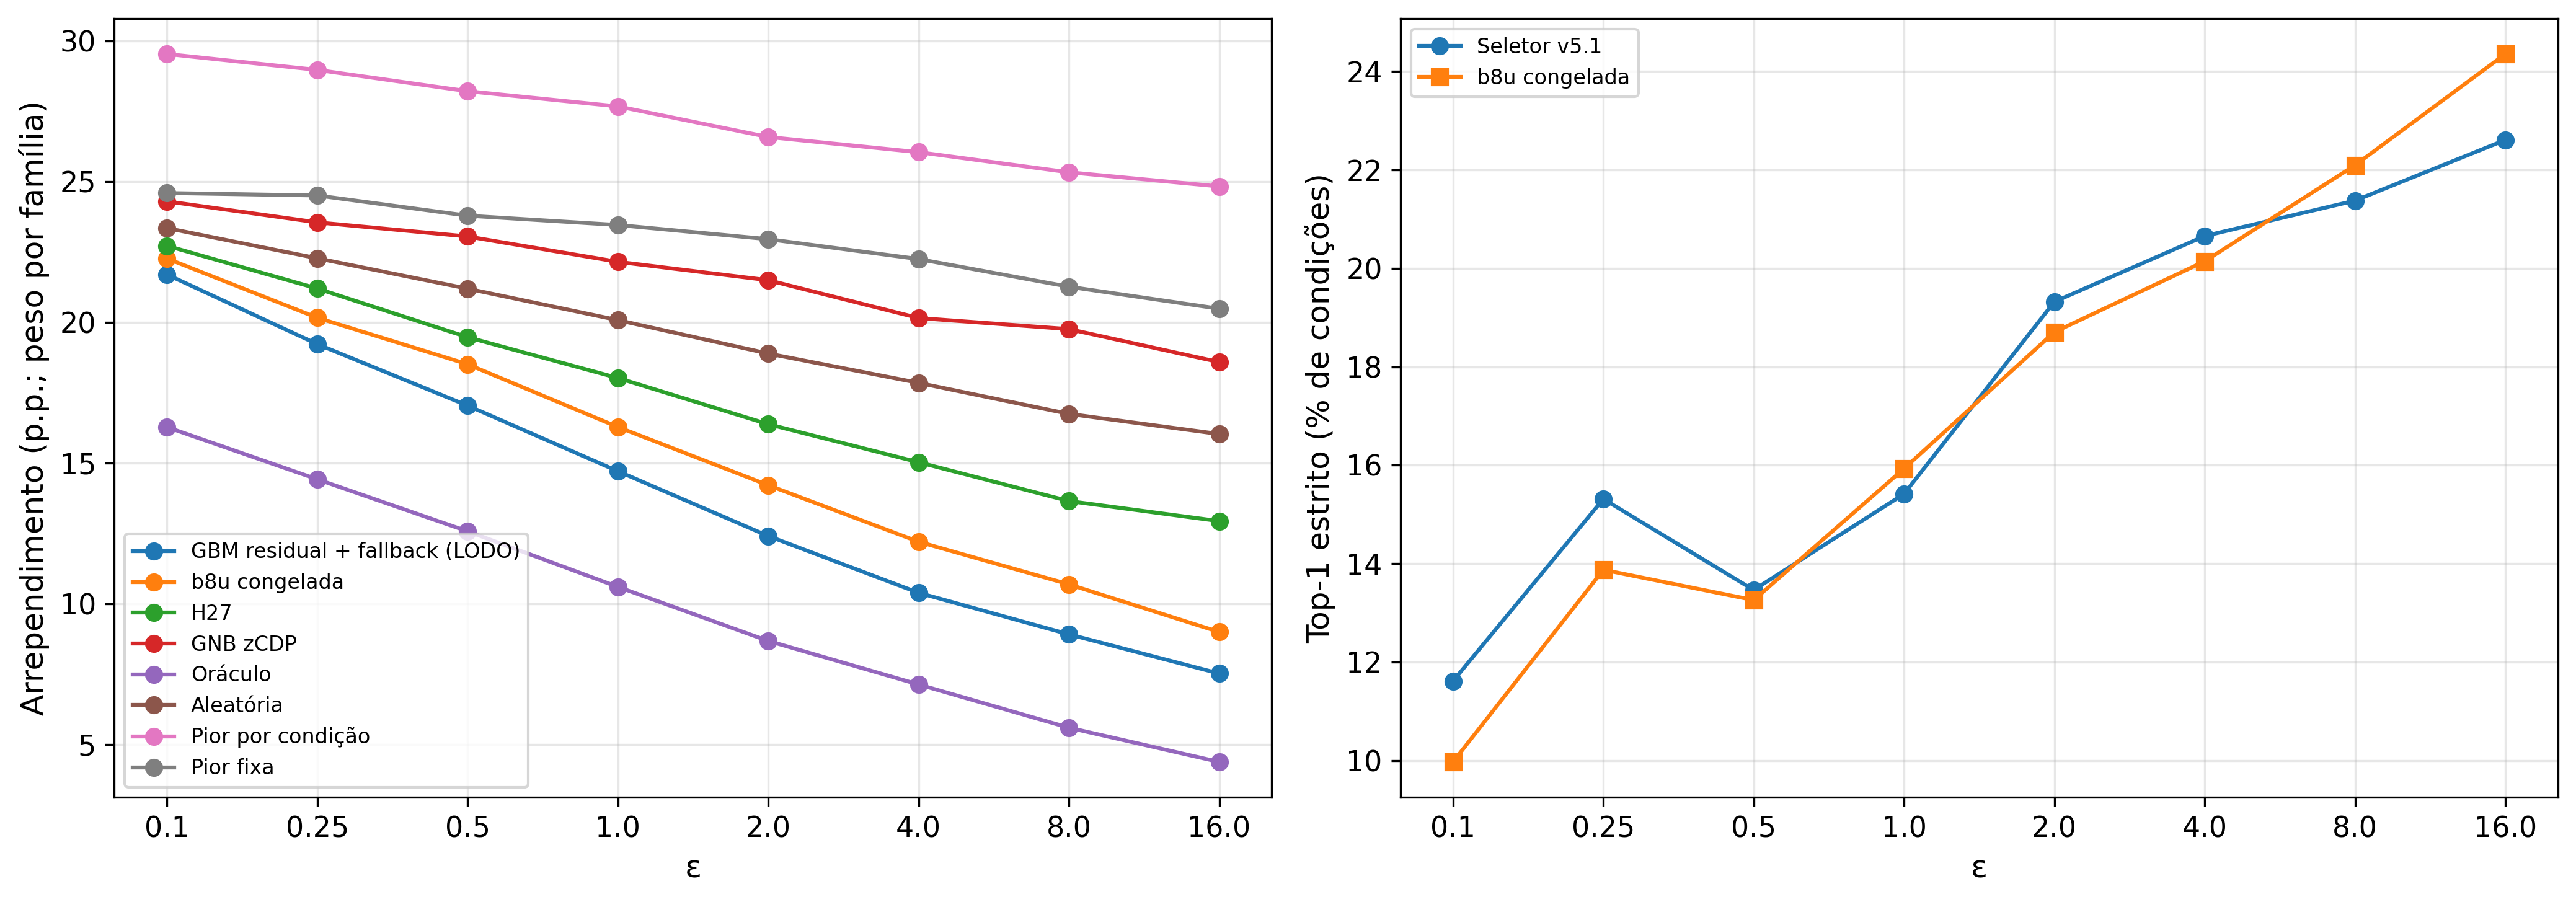 Arrependimento (p.p.; peso por família)
30
25
20
15
10
5
GBM residual + fallback (LODO)
b8u congelada
H27
GNB zCDP
Oráculo
Aleatória
Pior por condição
Pior fixa
0.1 0.25 0.5 1.0 2.0 4.0 8.0 16.0
ε
Top-1 estrito (% de condições)
24
22
20
18
16
14
12
10
Seletor v5.1
b8u congelada
0.1 0.25 0.5 1.0 2.0 4.0 8.0 16.0
ε